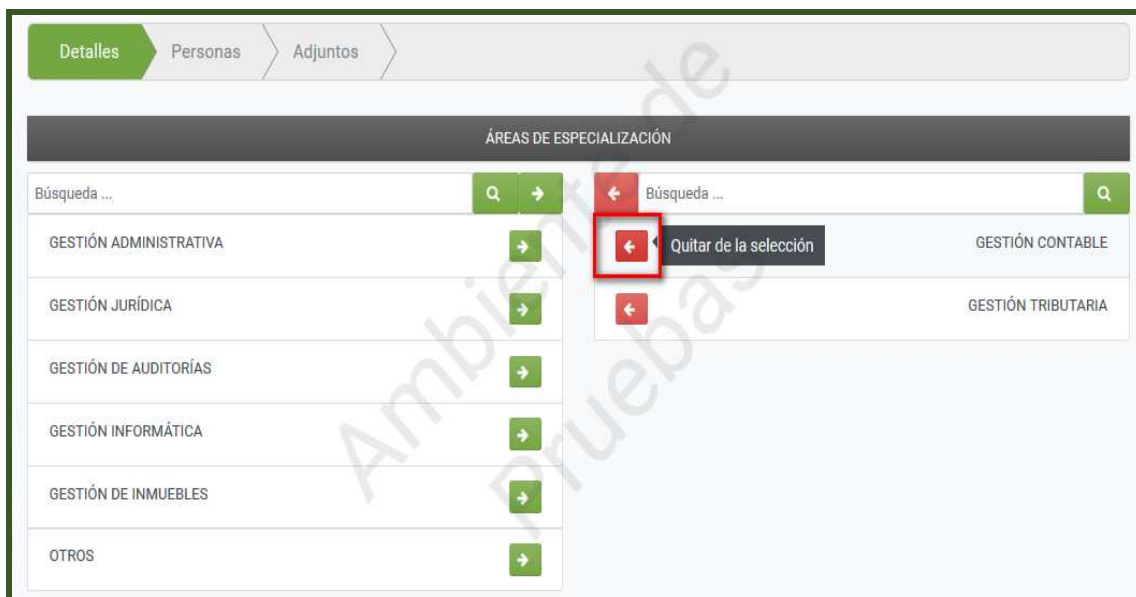 Detalles
Personas
Adjuntos
ÁREAS DE ESPECIALIZACIÓN
Búsqueda ...
GESTIÓN ADMINISTRATIVA
GESTIÓN JURÍDICA
GESTIÓN DE AUDITORÍAS
GESTIÓN INFORMÁTICA
GESTIÓN DE INMUEBLES
OTROS
Búsqueda ...
Quitar de la selección
GESTIÓN CONTABLE
GESTIÓN TRIBUTARIA
Ambiente de
Pruebas